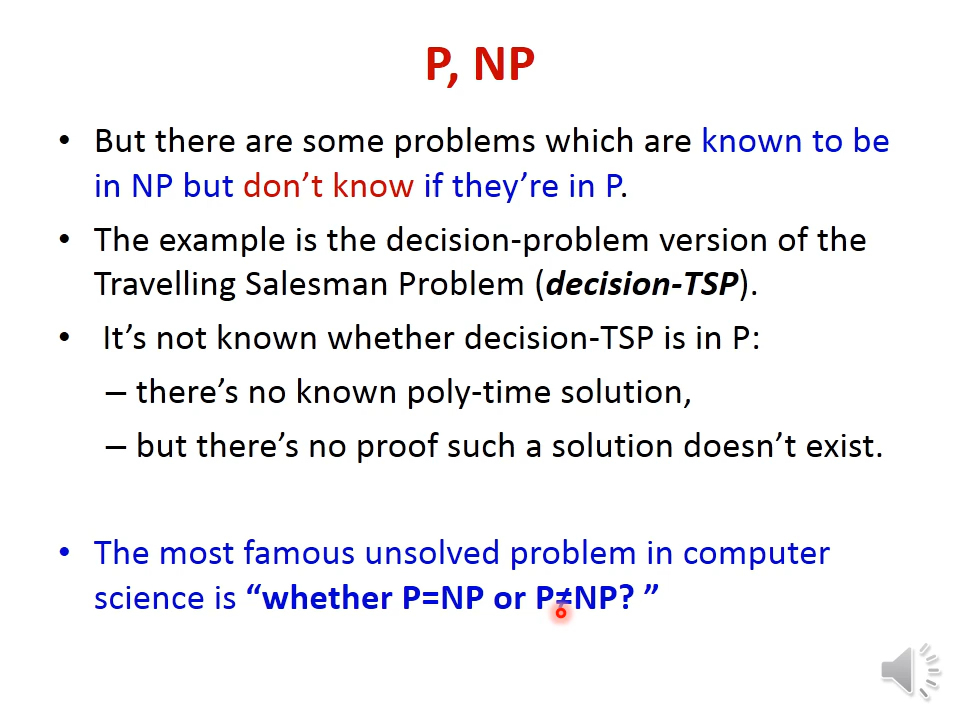 P, NP
• But there are some problems which are known to be
in NP but don't know if they're in P.
• The example is the decision-problem version of the
Travelling Salesman Problem (decision-TSP).
• It's not known whether decision-TSP is in P:
– there's no known poly-time solution,
– but there's no proof such a solution doesn't exist.
• The most famous unsolved problem in computer
science is “whether P=NP or P≠NP? ”